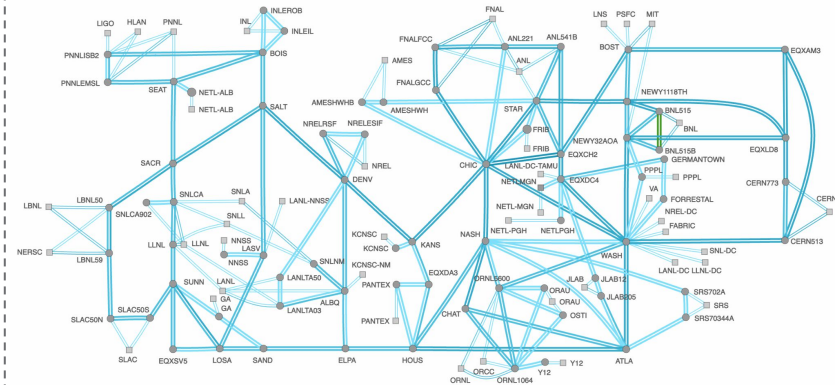 INLEROB
LIGO
HLAN
PNNL
INL
INLEIL
PNNLISB2
BOIS
PNNLEMSL
SEAT
NETL-ALB
NETL-ALB
SALT
AMES
AMESHWHB
AMESHWH
FNAL
FNALFCC
ANL221
ANL541B
ANL
FNALGCC
STAR
LNS
PSFC
MIT
BOST
EQXAM3
NEWY1118TH
BNL515
BNL
NEWY32AOA
BNL515B
EQXLD8
NRELRSF
NRELESIF
NREL
FRIB
FRIB
EQXCH2
GERMANTOWN
SACR
CHIC
LANL-DC-TAMU
DENV
EQXDC4
PPPL
PPPL
CERN773
NETLMGN
VA
FORRESTAL
LBNL
LBNL50
SNLCA902
SNLCA
SNLA
LANL-NNSS
NETL-MGN
NREL-DC
CERN
SNLL
NETL-PGH
NETLPGH
FABRIC
KCNSC
KCNSC
KANS
NASH
WASH
CERN513
NERSC
LBNL59
LLNL
LLNL
NNSS
LASV
NNSS
SNLNM
KCNSC-NM
SNL-DC
LANL-DC
LLNL-DC
SUNN
LANL
LANLTA50
EQXDA3
PANTEX
ORNL5600
JLAB
JLAB12
GA
GA
ALBQ
ORAU
ORAU
JLAB205
SRS702A
SRS
LANLTA03
CHAT
OSTI
SLAC50N
SLAC50S
PANTEX
SRS70344A
SLAC
EQXSV5
LOSA
SAND
ELPA
HOUS
ORNL
ORCC
ORNL1064
Y12
Y12
ATLA